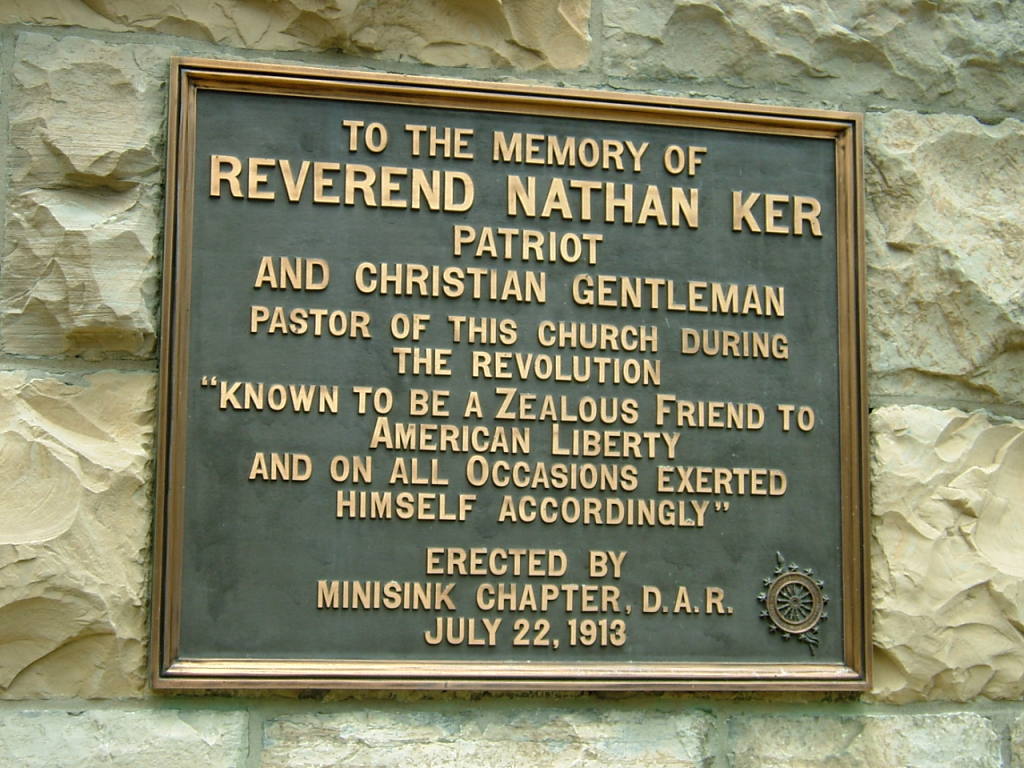 TO THE MEMORY OF
REVEREND NATHAN KER
PATRIOT
AND CHRISTIAN GENTLEMAN
PASTOR OF THIS CHURCH DURING
THE REVOLUTION
“KNOWN TO BE A ZEALOUS FRIEND TO
AMERICAN LIBERTY
AND ON ALL OCCASIONS EXERTED
HIMSELF ACCORDINGLY”
ERECTED BY
MINISINK CHAPTER, D.A.R.
JULY 22, 1913